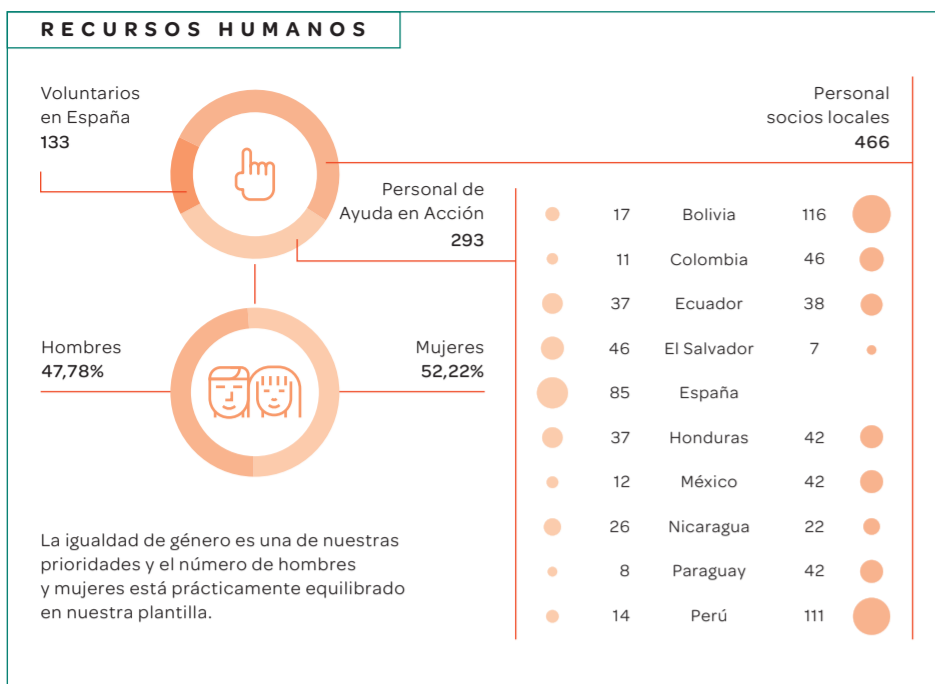 RECURSOS HUMANOS
Voluntarios
en España
133
Personal
socios locales
466
Personal de
Ayuda en Acción
293
Hombres
47,78%
Mujeres
52,22%
La igualdad de género es una de nuestras
prioridades y el número de hombres
y mujeres está prácticamente equilibrado
en nuestra plantilla.
17 Bolivia 116
11 Colombia 46
37 Ecuador 38
46 El Salvador 7
85 España
37 Honduras 42
12 México 42
26 Nicaragua 22
8 Paraguay 42
14 Perú 111